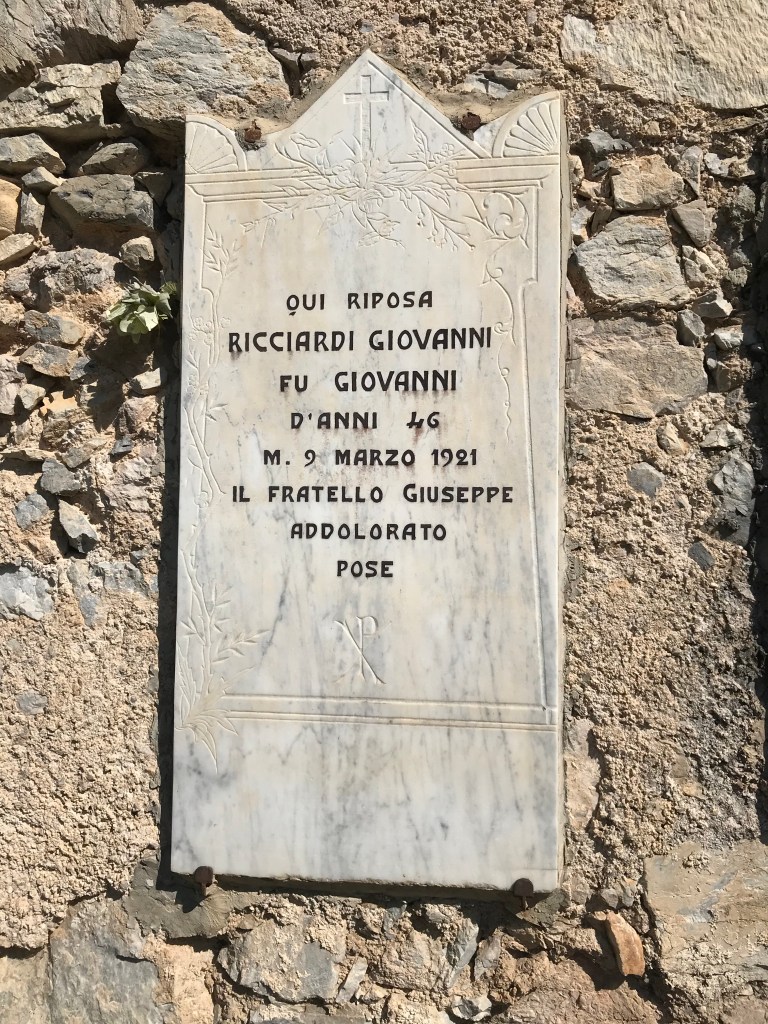 QUI RIPOSA
RICCIARDI GIOVANNI
FU GIOVANNI
D'ANNI 46
M. 9 MARZO 1921
IL FRATELLO GIUSEPPE
ADDOLORATO
POSE